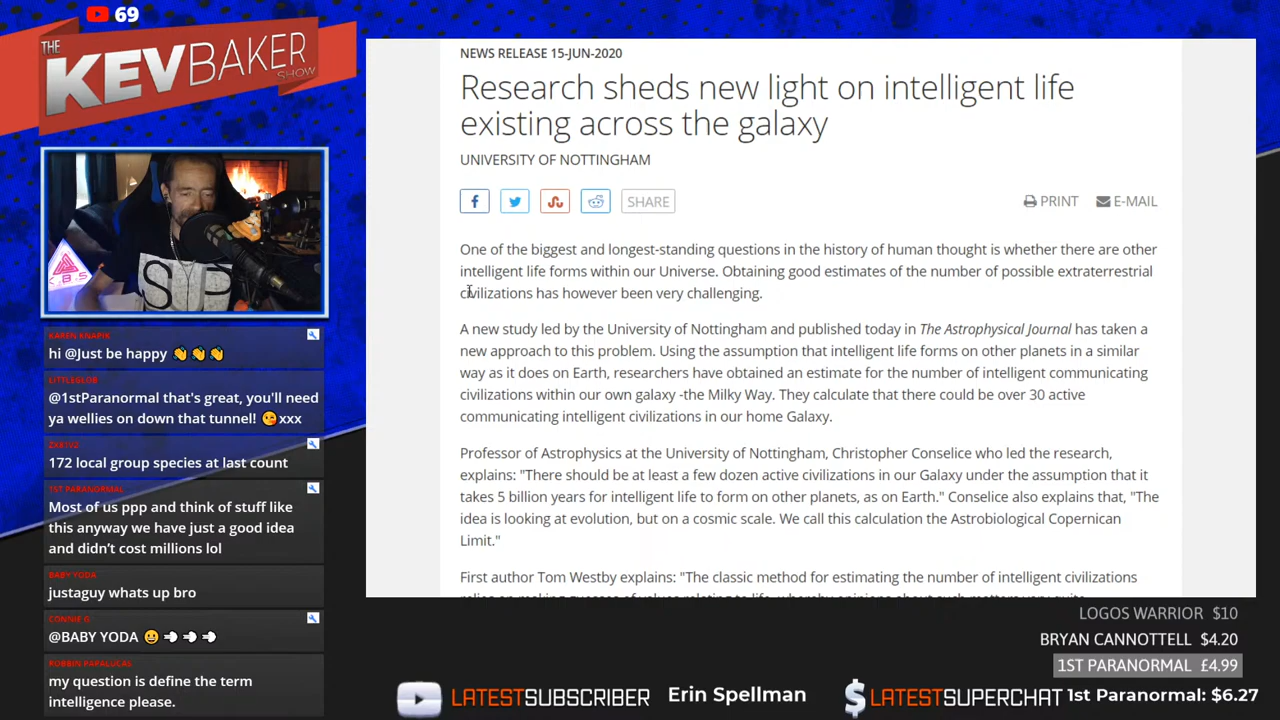 69
THE
KEVBAKER
SHOW
SIP
KAREN KNAPIK
hi @Just be happy 👋👋👋
LITTLEGLOB
@1stParanormal that's great, you'll need
ya wellies on down that tunnel! 😘xxx
172 local group species at last count
1ST PARANORMAL
Most of us ppp and think of stuff like
this anyway we have just a good idea
and didn't cost millions lol
BABY YODA
justaguy whats up bro
CONNIE G
@BABY YODA
ROBBIN PAPALUCAS
my question is define the term
intelligence please.
NEWS RELEASE 15-JUN-2020
Research sheds new light on intelligent life
existing across the galaxy
UNIVERSITY OF NOTTINGHAM
SHARE
PRINT
E-MAIL
One of the biggest and longest-standing questions in the history of human thought is whether there are other
intelligent life forms within our Universe. Obtaining good estimates of the number of possible extraterrestrial
civilizations has however been very challenging.
A new study led by the University of Nottingham and published today in The Astrophysical Journal has taken a
new approach to this problem. Using the assumption that intelligent life forms on other planets in a similar
way as it does on Earth, researchers have obtained an estimate for the number of intelligent communicating
civilizations within our own galaxy -the Milky Way. They calculate that there could be over 30 active
communicating intelligent civilizations in our home Galaxy.
Professor of Astrophysics at the University of Nottingham, Christopher Conselice who led the research,
explains: "There should be at least a few dozen active civilizations in our Galaxy under the assumption that it
takes 5 billion years for intelligent life to form on other planets, as on Earth." Conselice also explains that, "The
idea is looking at evolution, but on a cosmic scale. We call this calculation the Astrobiological Copernican
Limit."
First author Tom Westby explains: "The classic method for estimating the number of intelligent civilizations
LOGOS WARRIOR $10
BRYAN CANNOTTELL $4.20
1ST PARANORMAL £4.99
LATESTSUBSCRIBER Erin Spellman
LATESTSUPERCHAT 1st Paranormal: $6.27